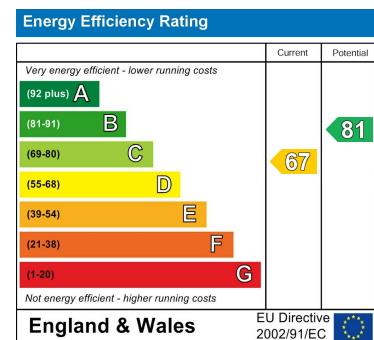 Energy Efficiency Rating
Current Potential
Very energy efficient - lower running costs
(92 plus) A
(81-91) B
81
(69-80) C
67
(55-68) D
(39-54) E
(21-38) F
(1-20) G
Not energy efficient - higher running costs
England & Wales
EU Directive
2002/91/EC